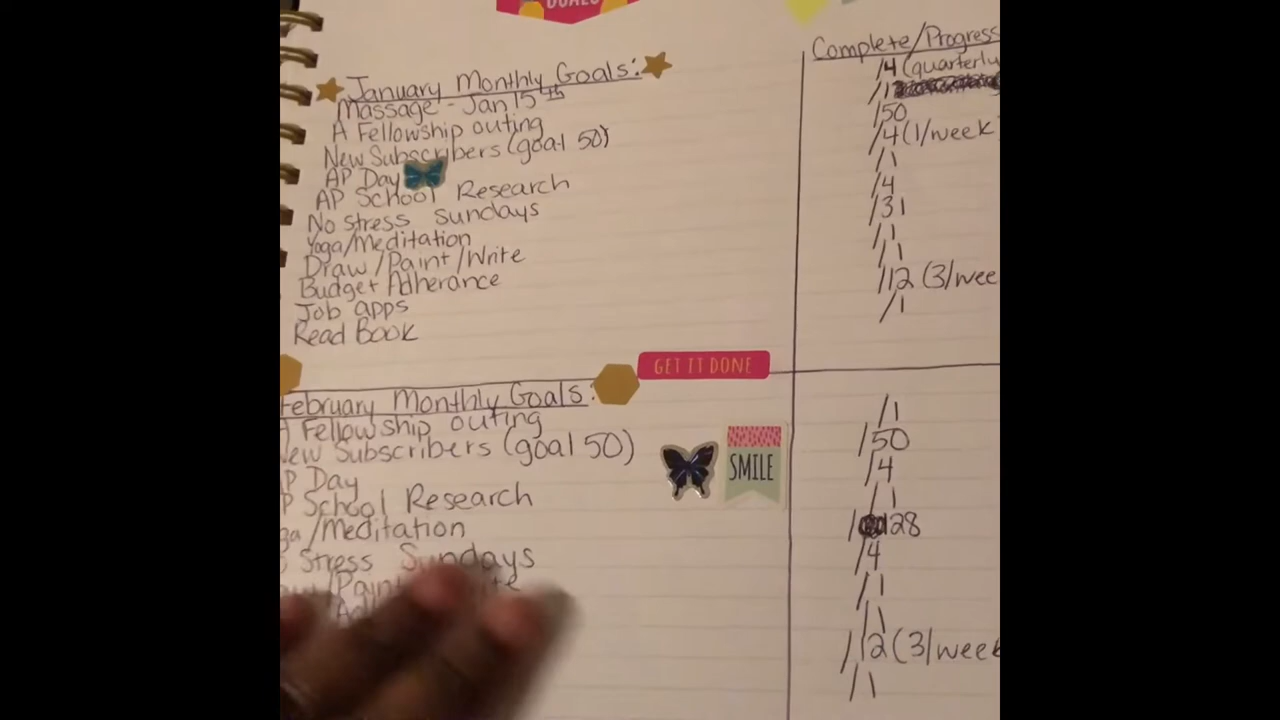 GOALS
January Monthly Goals:
Massage - Jan 15th
A Fellowship outing
New Subscribers (goal 50)
AP Day
AP School Research
No Stress Sundays
Yoga/Meditation
Draw/Paint/Write
Budget Adherance
Job apps
Read Book
Complete/Progress
/4 (quarterly
/1
/50
/4 (1/week
/1
/4
/31
/1
/1
/12 (3/wee
/1
GET IT DONE
February Monthly Goals:
A Fellowship outing
New Subscribers (goal 50)
AP Day
AP School Research
ga/Meditation
Stress Sundays
SMILE
/1
/50
/4
/1
/28
/4
/1
/1
/12 (3/week
/1